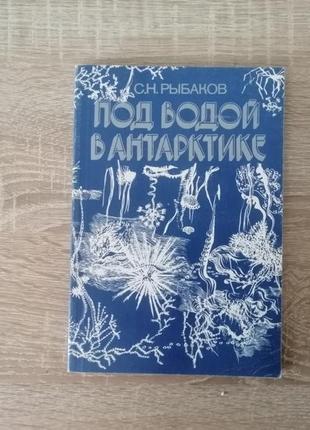 С.Н. РЫБАКОВ
ПОД ВОДОЙ
В АНТАРКТИКЕ